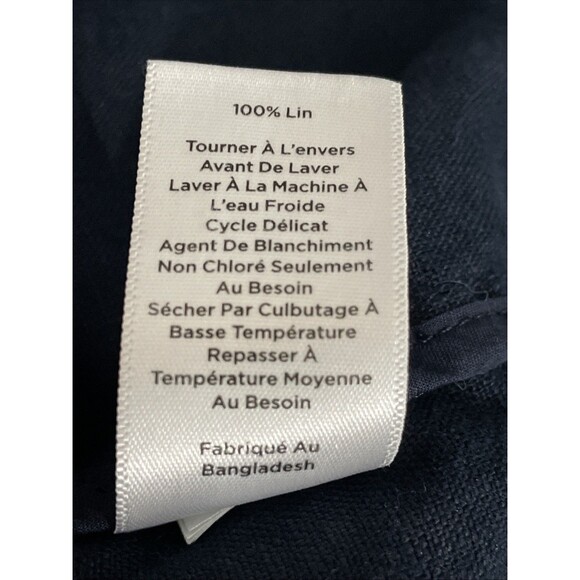 100% Lin
Tourner À L'envers
Avant De Laver
Laver À La Machine À
L'eau Froide
Cycle Délicat
Agent De Blanchiment
Non Chloré Seulement
Au Besoin
Sécher Par Culbutage À
Basse Température
Repasser À
Température Moyenne
Au Besoin
Fabriqué Au
Bangladesh